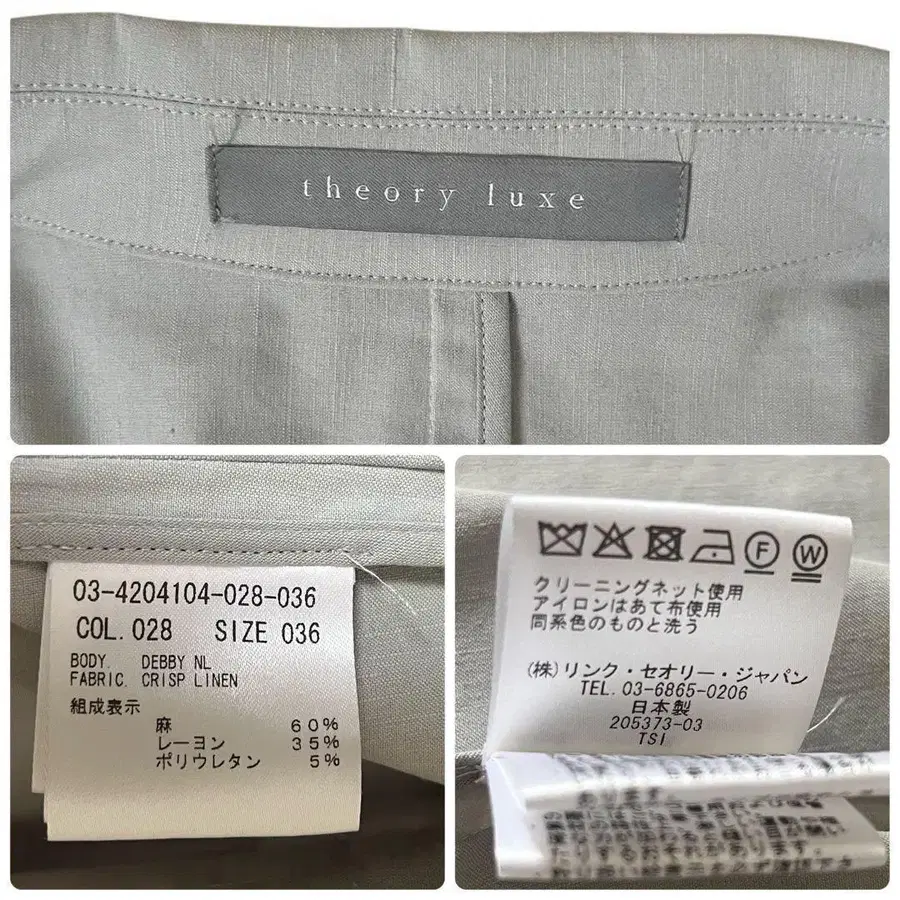 theory luxe
03-4204104-028-036
COL. 028 SIZE 036
BODY. DEBBY NL
FABRIC. CRISP LINEN
組成表示
麻 60%
レーヨン 35%
ポリウレタン 5%
F W
クリーニングネット使用
アイロンはあて布使用
同系色のものと洗う
(株)リンク・セオリー・ジャパン
TEL. 03-6865-0206
日本製
205373-03
TSI
あります。